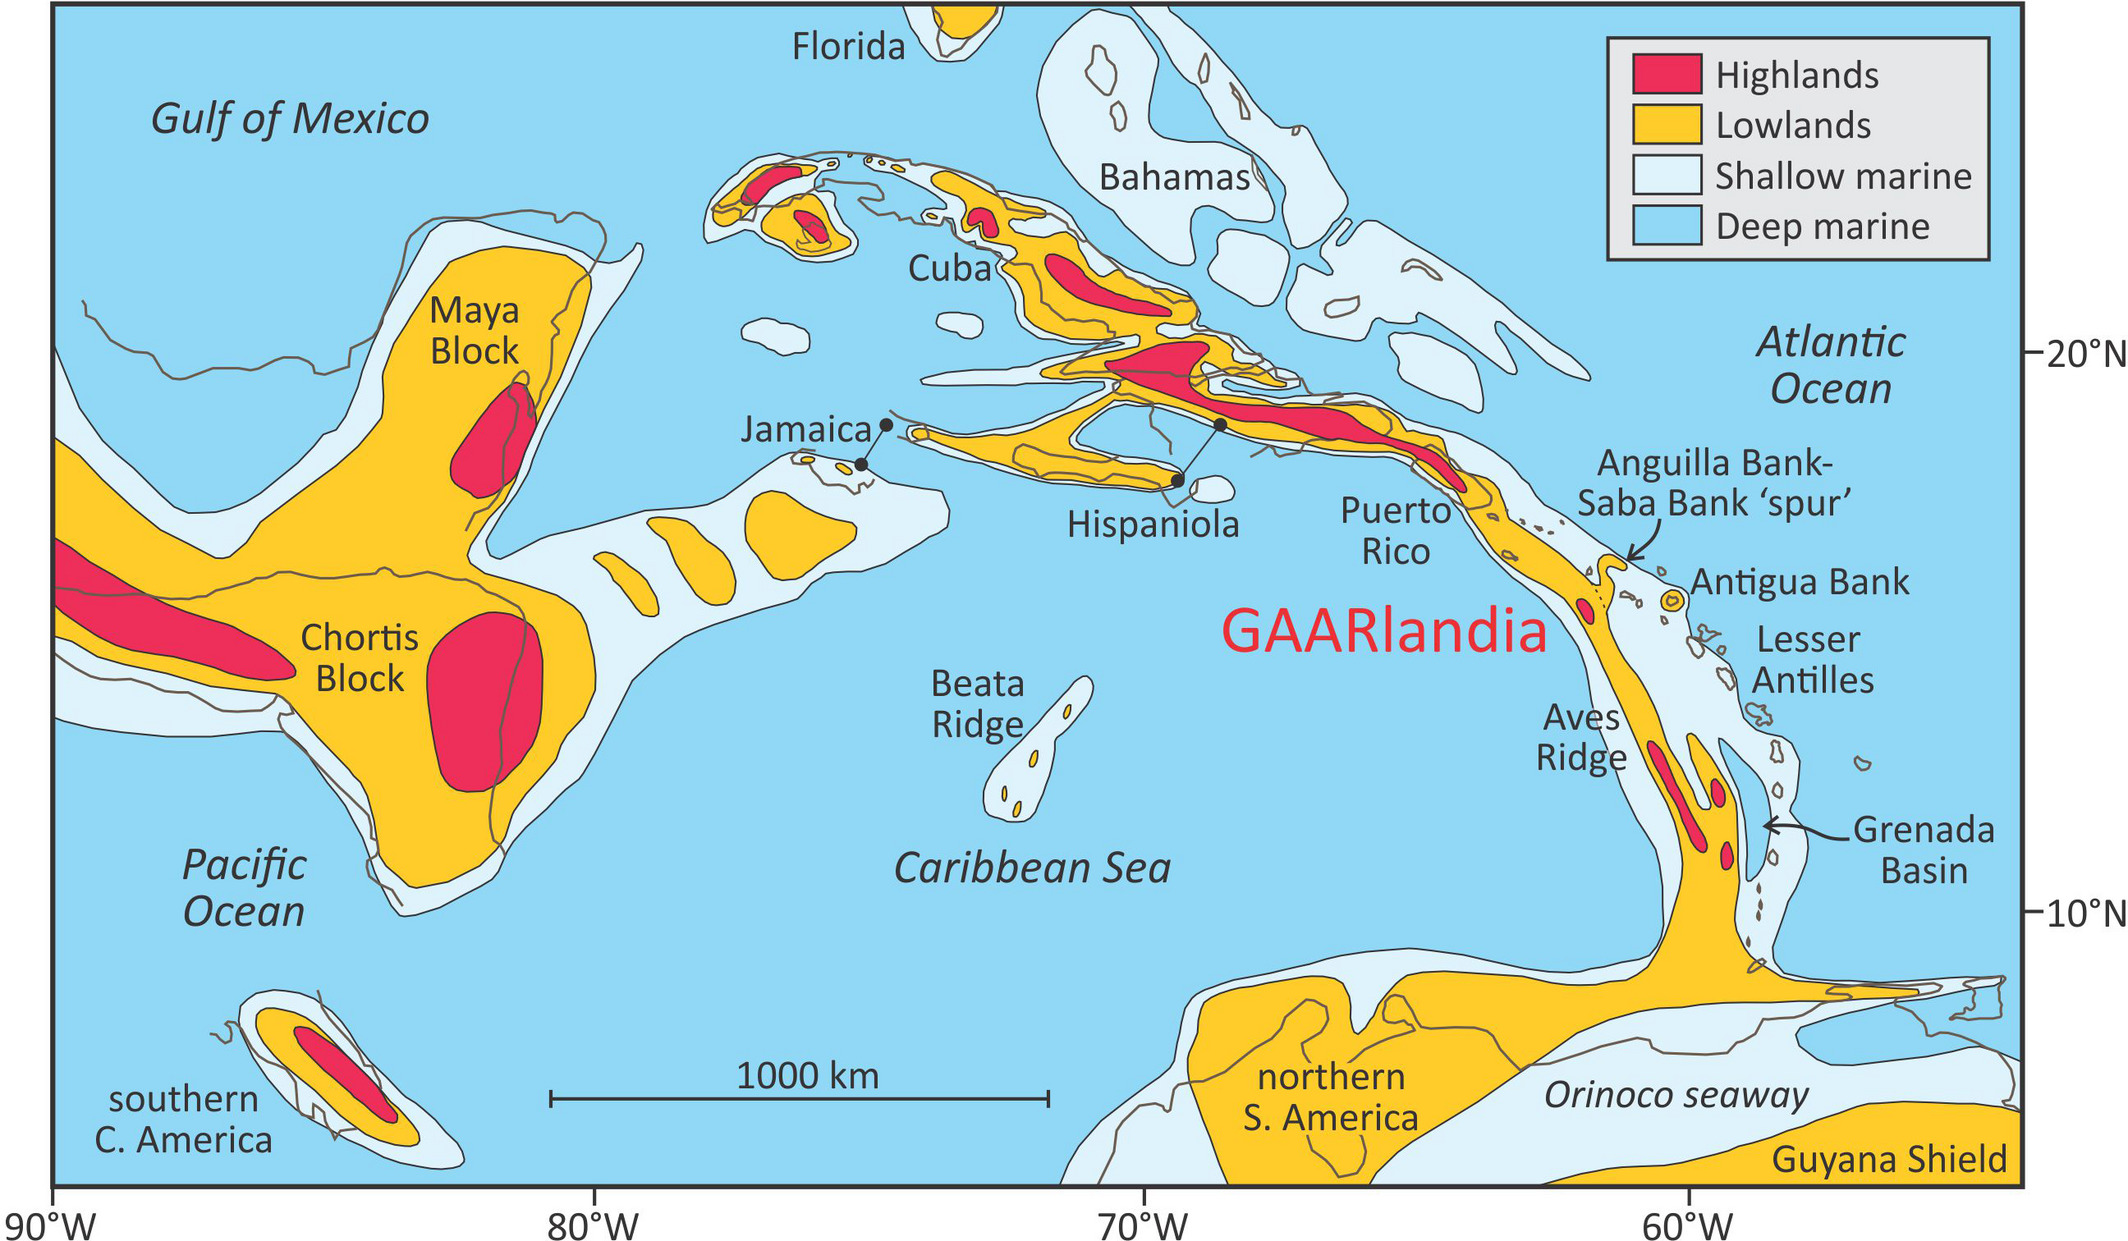 Florida
Gulf of Mexico
Highlands
Lowlands
Shallow marine
Deep marine
Bahamas
Cuba
Maya
Block
Atlantic
Ocean
20°N
Jamaica
Hispaniola
Puerto
Rico
Anguilla Bank-
Saba Bank ‘spur’
Antigua Bank
GAARlandia
Lesser
Antilles
Chortis
Block
Beata
Ridge
Aves
Ridge
Grenada
Basin
Pacific
Ocean
Caribbean Sea
10°N
1000 km
southern
C. America
northern
S. America
Orinoco seaway
Guyana Shield
90°W
80°W
70°W
60°W